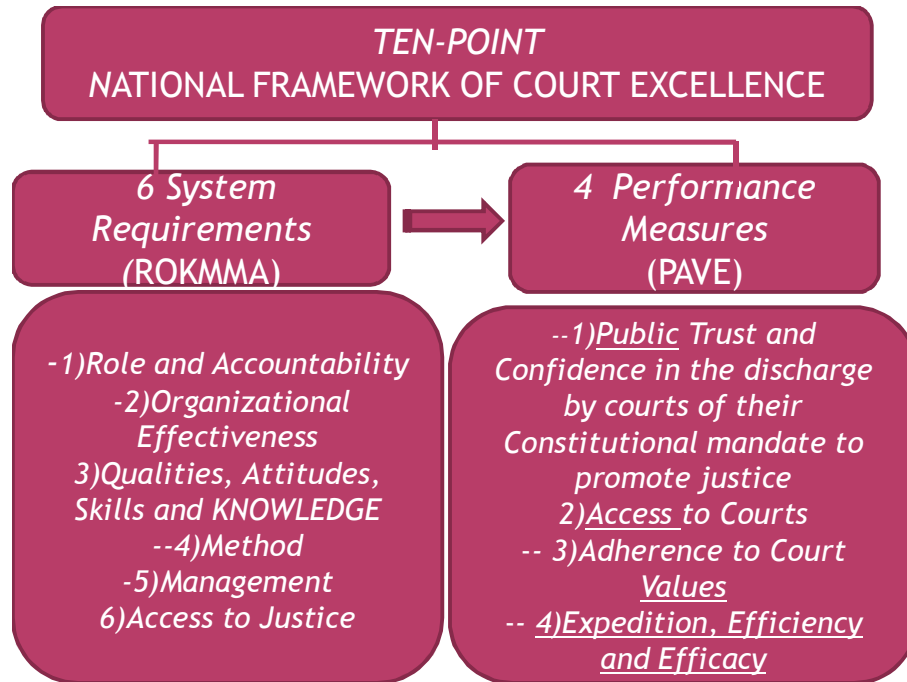 TEN-POINT
NATIONAL FRAMEWORK OF COURT EXCELLENCE
6 System
Requirements
(ROKMMA)
4 Performance
Measures
(PAVE)
-1)Role and Accountability
-2)Organizational
Effectiveness
3)Qualities, Attitudes,
Skills and KNOWLEDGE
--4)Method
-5)Management
6)Access to Justice
--1)Public Trust and
Confidence in the discharge
by courts of their
Constitutional mandate to
promote justice
2)Access to Courts
-- 3)Adherence to Court
Values
-- 4)Expedition, Efficiency
and Efficacy